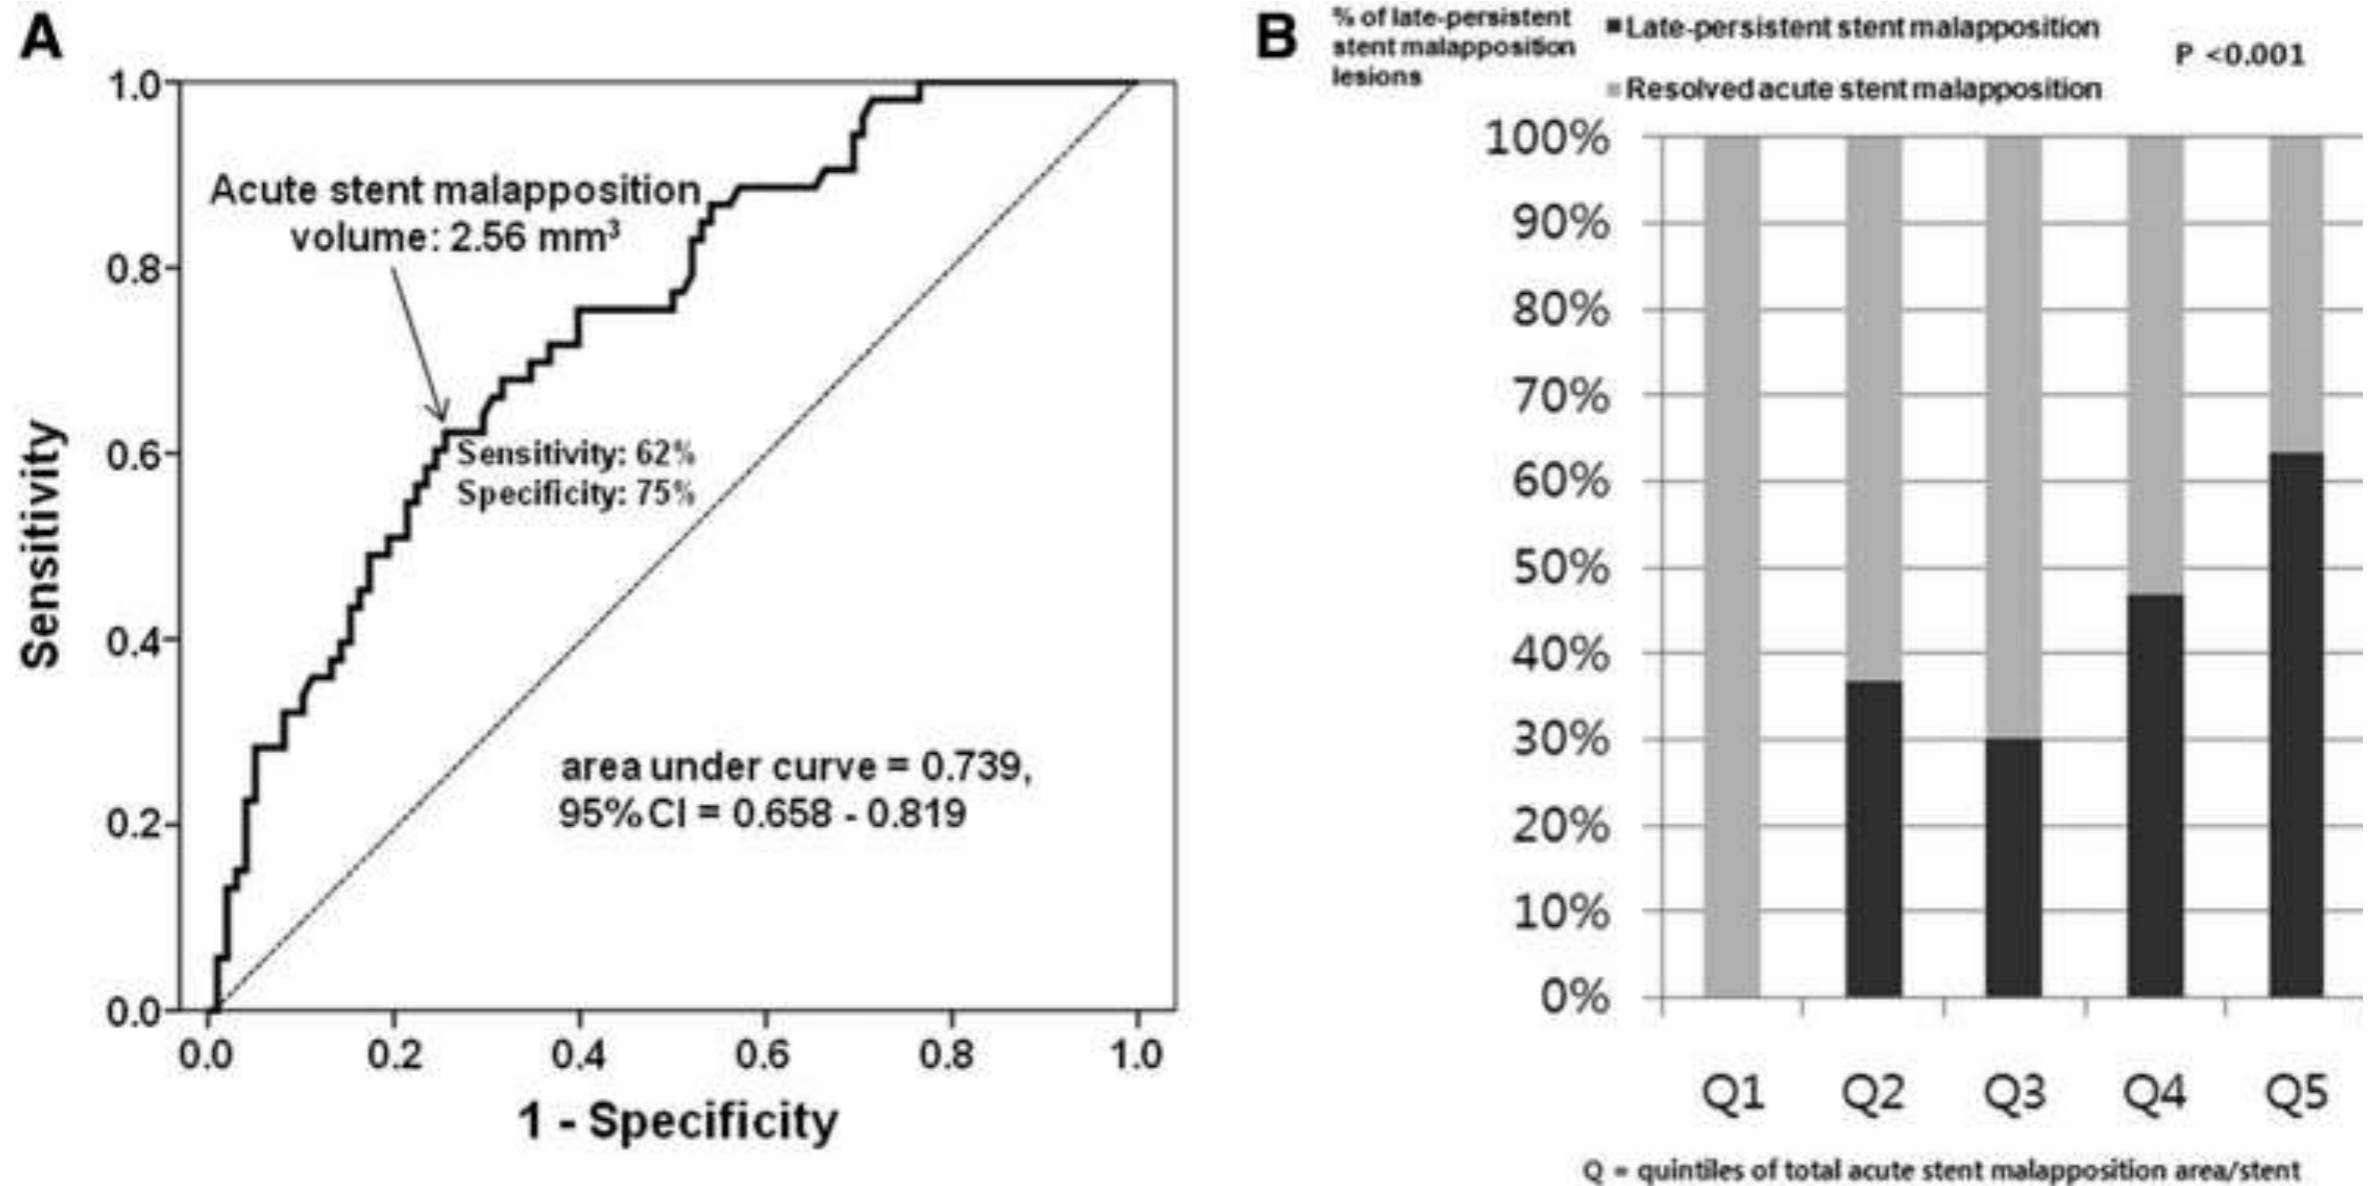 A
1.0
0.8
0.6
0.4
0.2
0.0
Sensitivity
Acute stent malapposition
volume: 2.56 mm³
Sensitivity: 62%
Specificity: 75%
area under curve = 0.739,
95% CI = 0.658 - 0.819
0.0 0.2 0.4 0.6 0.8 1.0
1 - Specificity
B
% of late-persistent
stent malapposition
lesions
Late-persistent stent malapposition
Resolved acute stent malapposition
P <0.001
100%
90%
80%
70%
60%
50%
40%
30%
20%
10%
0%
Q1 Q2 Q3 Q4 Q5
Q = quintiles of total acute stent malapposition area/stent